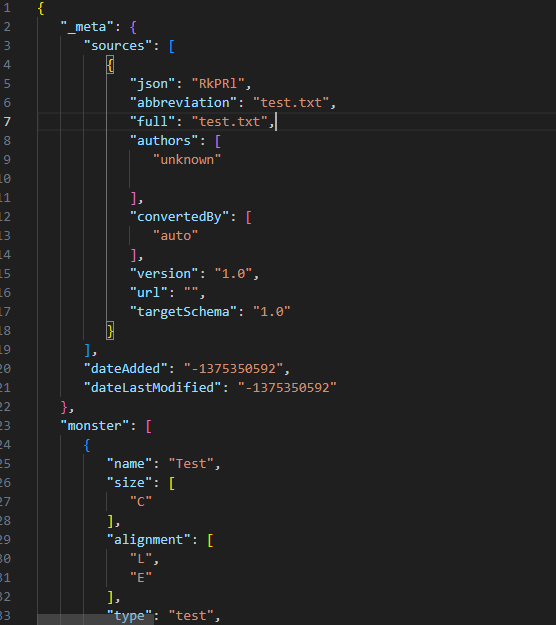 1 {
2 "_meta": {
3 "sources": [
4 {
5 "json": "RkPRl",
6 "abbreviation": "test.txt",
7 "full": "test.txt",
8 "authors": [
9 "unknown"
10
11 ],
12 "convertedBy": [
13 "auto"
14 ],
15 "version": "1.0",
16 "url": "",
17 "targetSchema": "1.0"
18 }
19 ],
20 "dateAdded": "-1375350592",
21 "dateLastModified": "-1375350592"
22 },
23 "monster": [
24 {
25 "name": "Test",
26 "size": [
27 "C"
28 ],
29 "alignment": [
30 "L",
31 "E"
32 ],
33 "type": "test",